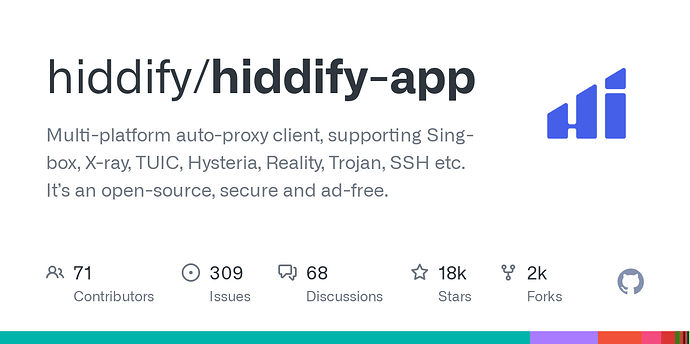 hiddify/hiddify-app
Multi-platform auto-proxy client, supporting Sing-
box, X-ray, TUIC, Hysteria, Reality, Trojan, SSH etc.
It's an open-source, secure and ad-free.
Hi
71
Contributors
309
Issues
68
Discussions
18k
Stars
2k
Forks